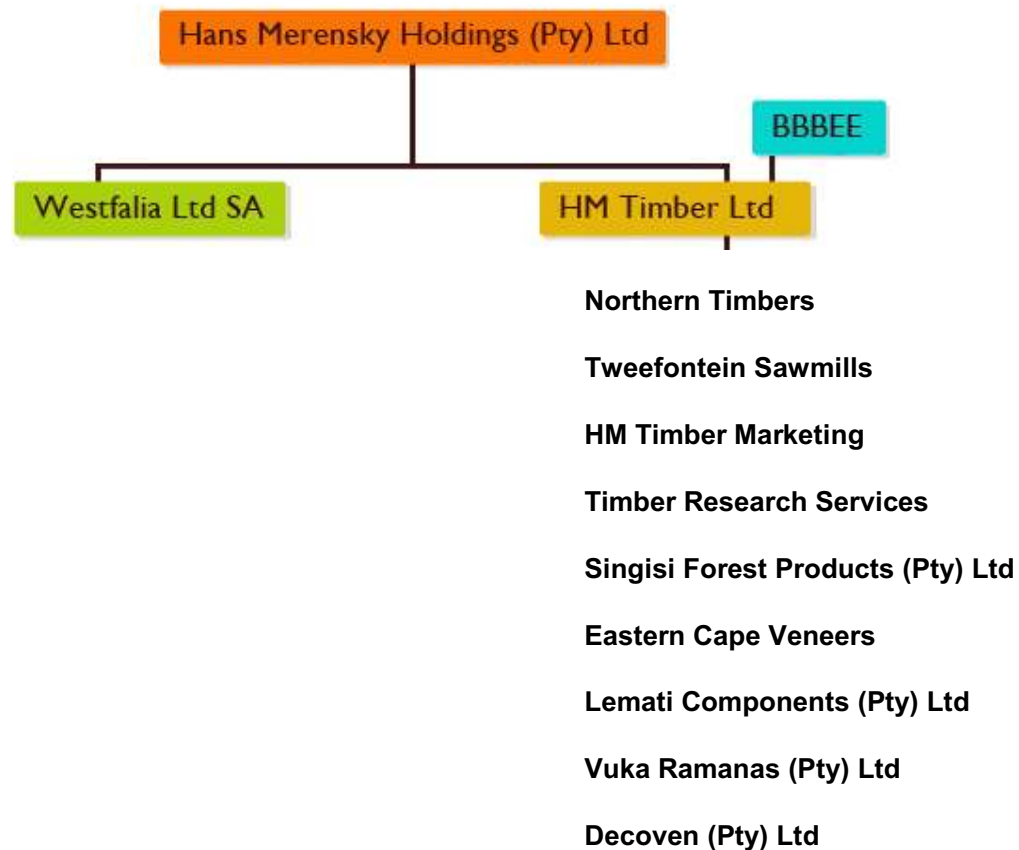 Hans Merensky Holdings (Pty) Ltd
BBBEE
Westfalia Ltd SA
HM Timber Ltd
Northern Timbers
Tweefontein Sawmills
HM Timber Marketing
Timber Research Services
Singisi Forest Products (Pty) Ltd
Eastern Cape Veneers
Lemati Components (Pty) Ltd
Vuka Ramanas (Pty) Ltd
Decoven (Pty) Ltd